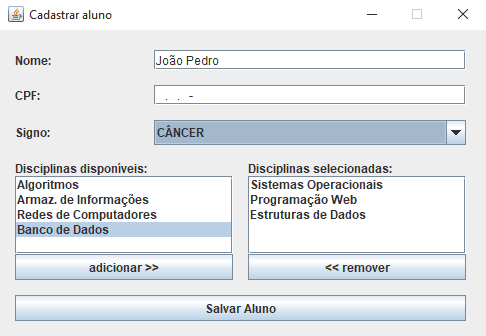 Cadastrar aluno
Nome: João Pedro
CPF: . . -
Signo: CÂNCER
Disciplinas disponíveis: Disciplinas selecionadas:
Algoritmos Sistemas Operacionais
Armaz. de Informações Programação Web
Redes de Computadores Estruturas de Dados
Banco de Dados
adicionar >> << remover
Salvar Aluno